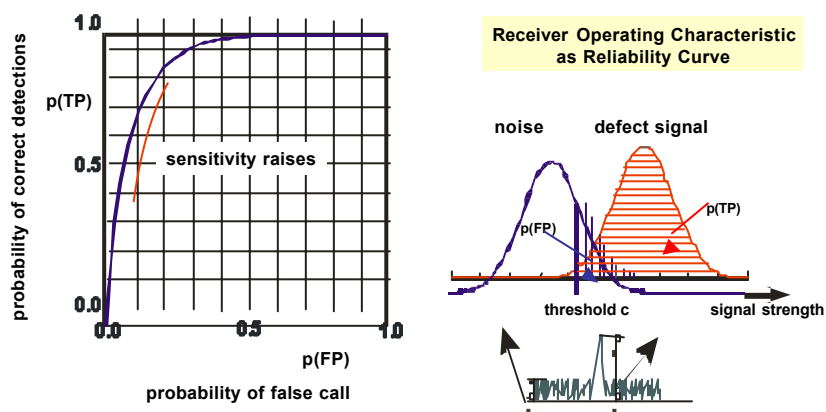 Receiver Operating Characteristic
as Reliability Curve
1.0
p(TP)
0.5
0.0
probability of correct detections
sensitivity raises
0.0
0.5
1.0
p(FP)
probability of false call
noise
defect signal
p(FP)
p(TP)
threshold c
signal strength